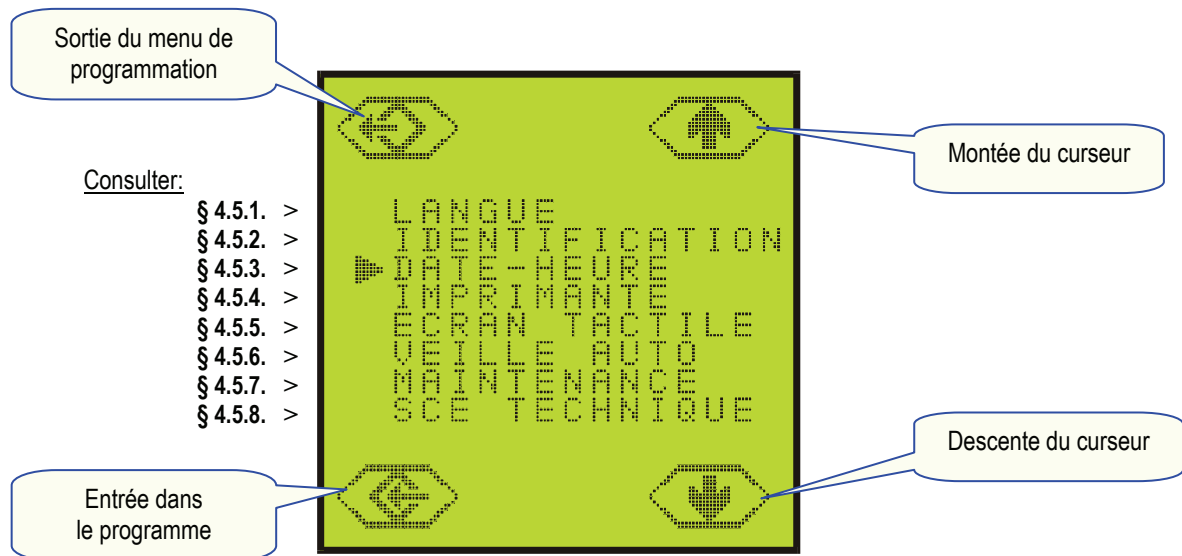 Sortie du menu de
programmation
Montée du curseur
Consulter:
§ 4.5.1. > LANGUE
§ 4.5.2. > IDENTIFICATION
§ 4.5.3. > DATE-HEURE
§ 4.5.4. > IMPRIMANTE
§ 4.5.5. > ECRAN TACTILE
§ 4.5.6. > VEILLE AUTO
§ 4.5.7. > MAINTENANCE
§ 4.5.8. > SCE TECHNIQUE
Descente du curseur
Entrée dans
le programme